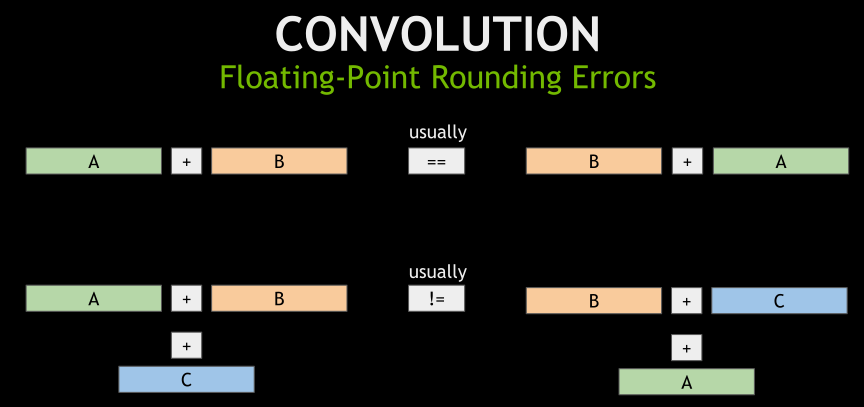 CONVOLUTION
Floating-Point Rounding Errors
usually
A + B == B + A
usually
A + B != B + C
+ +
C A